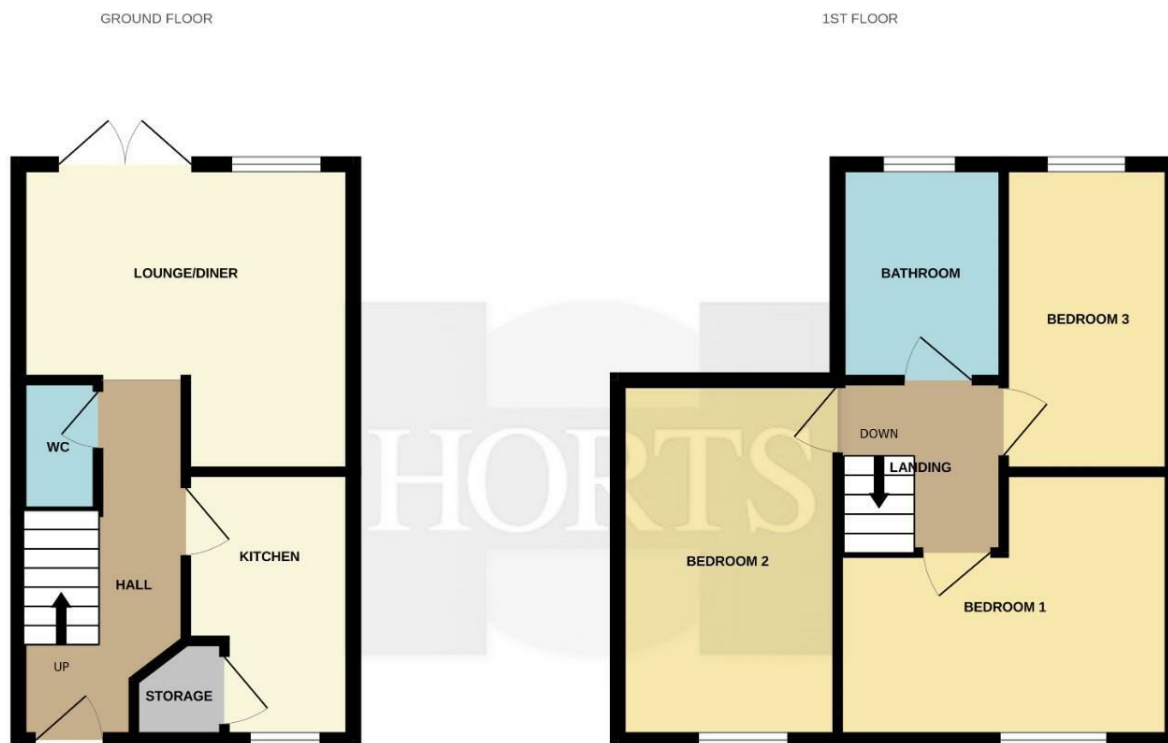 GROUND FLOOR
1ST FLOOR
LOUNGE/DINER
WC
KITCHEN
HALL
UP
STORAGE
BATHROOM
BEDROOM 3
DOWN
LANDING
BEDROOM 2
BEDROOM 1
HORTS